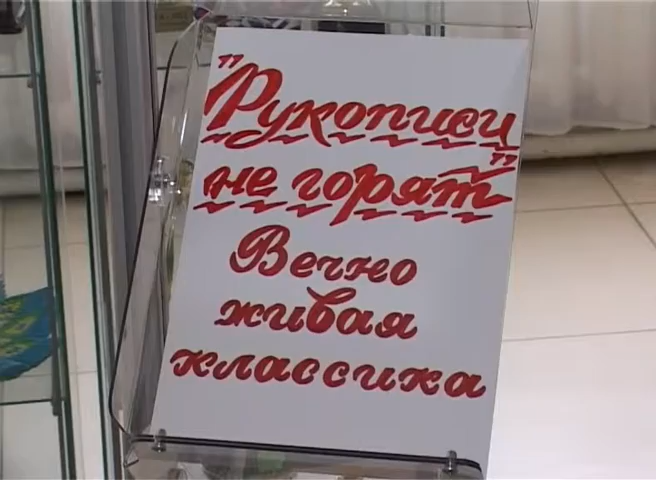 "Рукописи
не горят"
Вечно
живая
классика